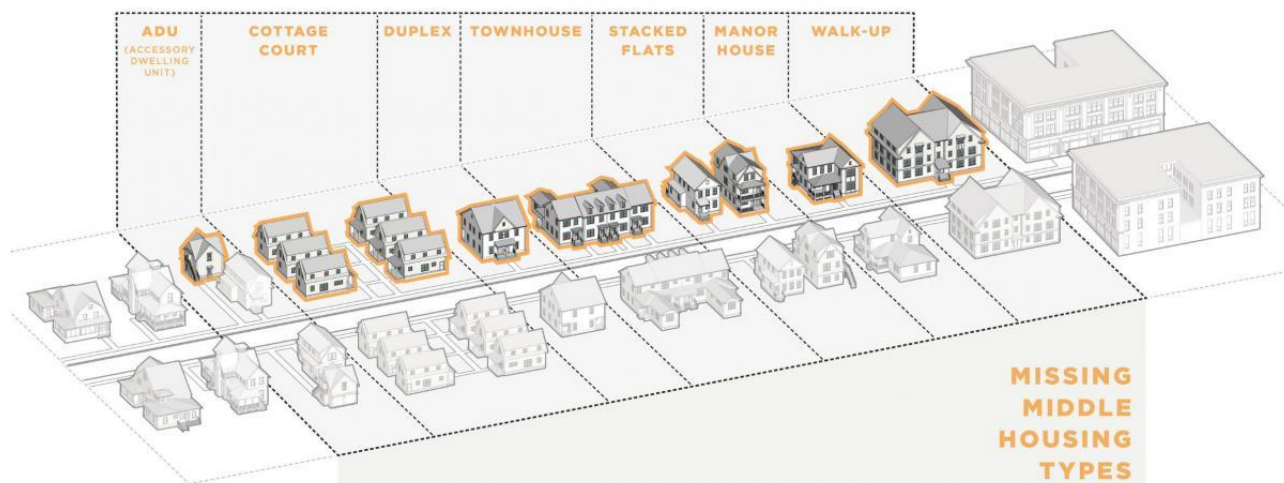 ADU
(ACCESSORY
DWELLING
UNIT)
COTTAGE
COURT
DUPLEX
TOWNHOUSE
STACKED
FLATS
MANOR
HOUSE
WALK-UP
MISSING
MIDDLE
HOUSING
TYPES